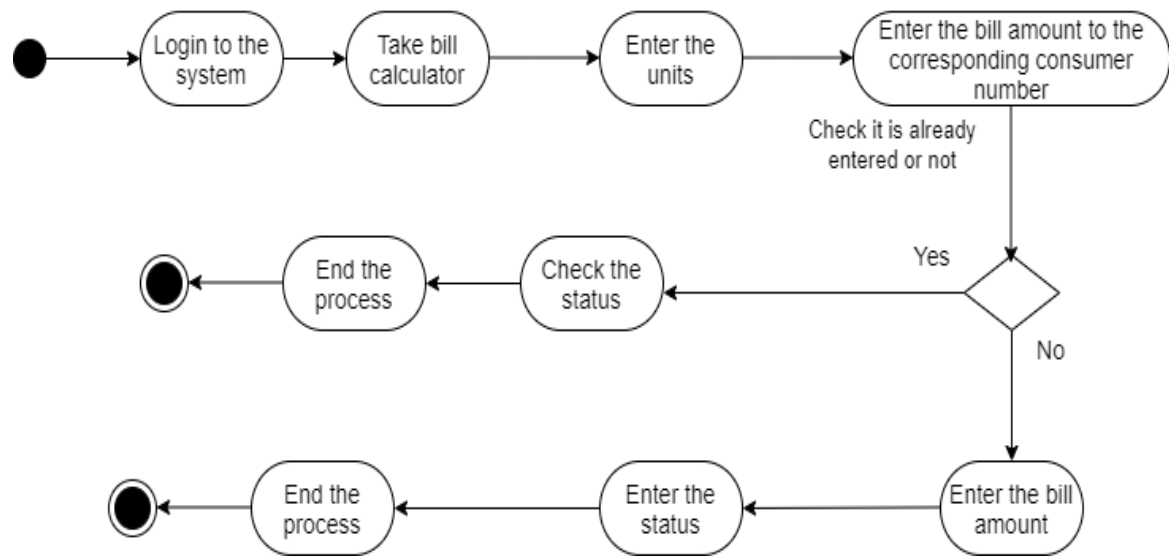 Login to the
system
Take bill
calculator
Enter the
units
Enter the bill amount to the
corresponding consumer
number
Check it is already
entered or not
Yes
No
Check the
status
End the
process
Enter the bill
amount
Enter the
status
End the
process